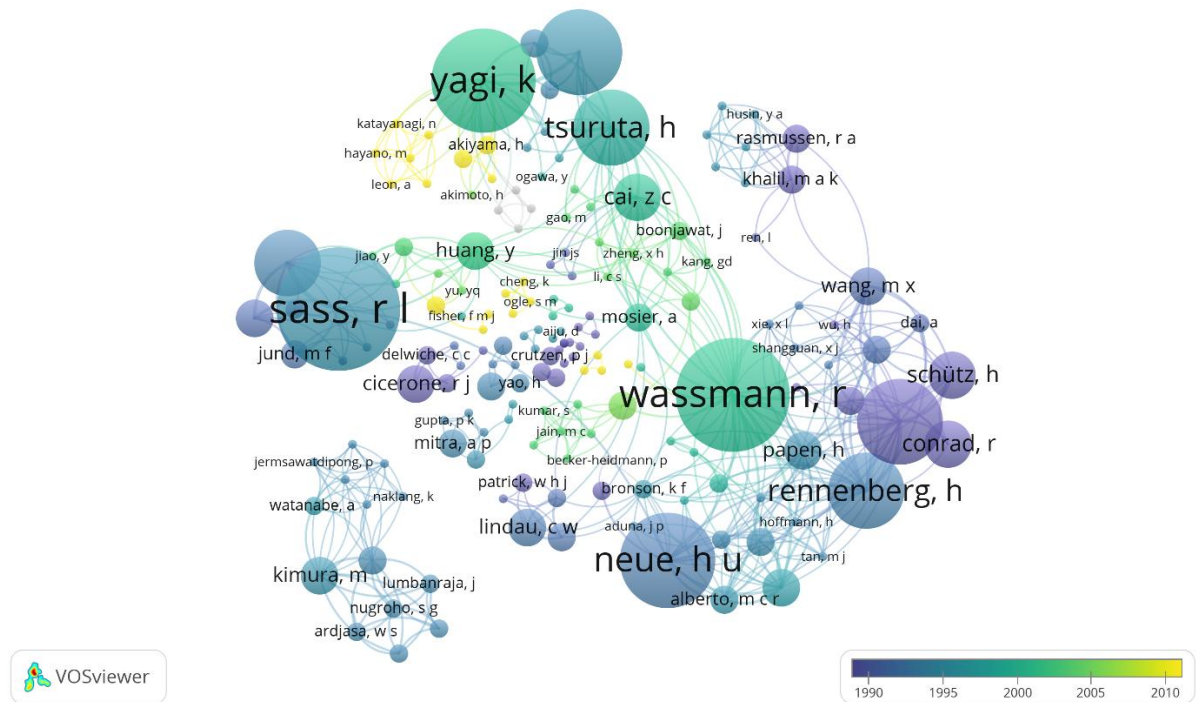 yagi, k
tsuruta, h
husin, y a
katayanagi, n
akiyama, h
rasmussen, r a
hayano, m
leon, a
ogawa, y
khalil, m a k
akimoto, h
cai, z c
gao, m
boonjawat, j
ren, l
huang, y
jiao, y
jin js
zheng, x h
kang, gd
li, c s
cheng, k
yu, yq
ogle, s m
wang, m x
sass, r l
fisher, f m j
mosier, a
xie, x l
wu, h
dai, a
aiju, d
jund, m f
delwiche, c c
crutzen, p j
shangguan, x j
cicerone, r j
yao, h
wassmann, r
schütz, h
kumar, s
gupta, p k
jain, m c
mitra, a p
papen, h
conrad, r
becker-heidmann, p
jermsawatdipong, p
patrick, w h j
bronson, k f
rennenberg, h
naklang, k
watanabe, a
lindau, c w
aduna, j p
hoffmann, h
neue, h u
tan, m j
kimura, m
lumbanraja, j
alberto, m c r
nugroho, s g
ardjasa, w s
VOSviewer
1990 1995 2000 2005 2010